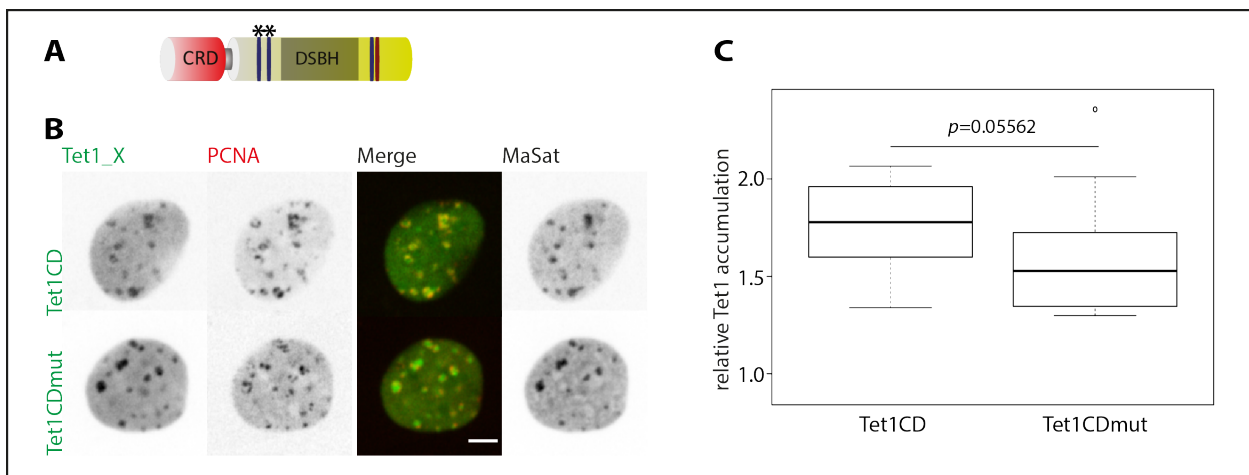 A
**
CRD
DSBH
B
Tet1_X PCNA Merge MaSat
Tet1CD
Tet1CDmut
C
p=0.05562
relative Tet1 accumulation
2.0
1.5
1.0
Tet1CD Tet1CDmut